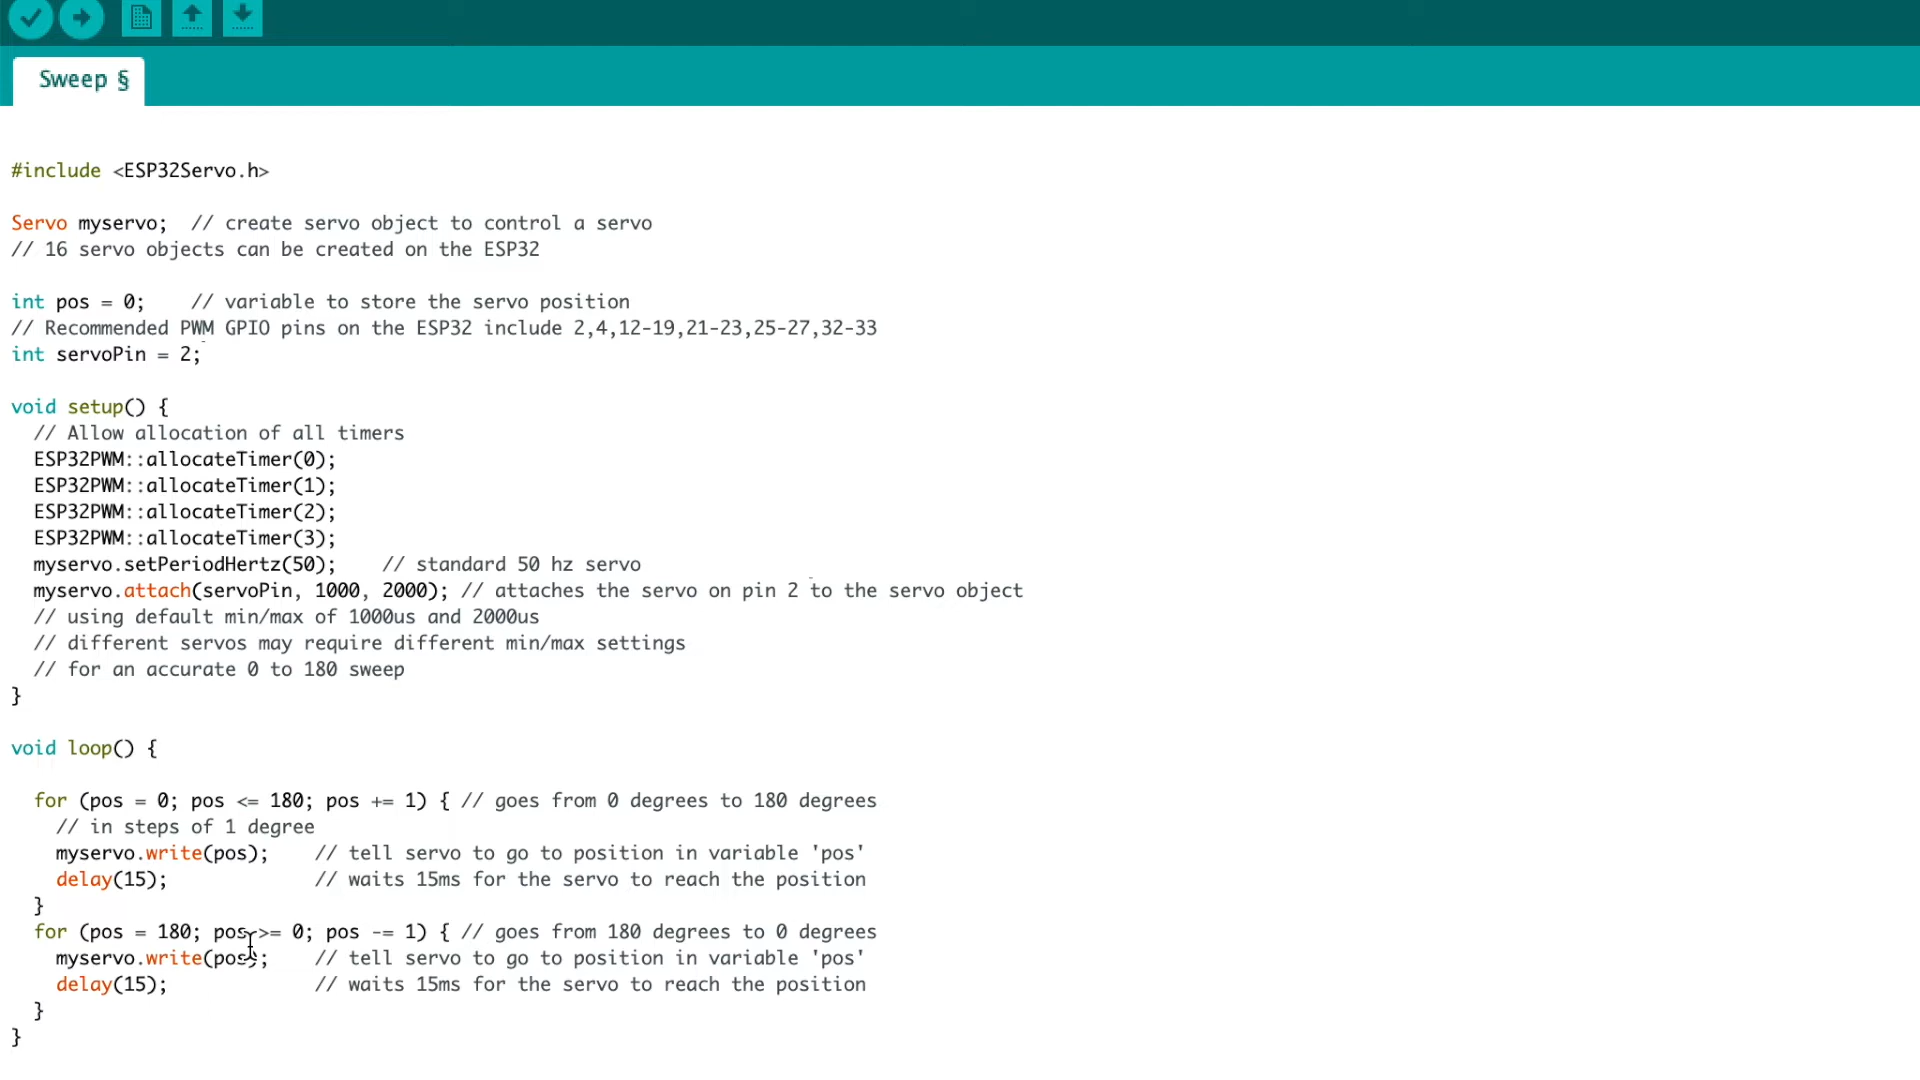 Sweep §
#include <ESP32Servo.h>
Servo myservo;  // create servo object to control a servo
// 16 servo objects can be created on the ESP32
int pos = 0;    // variable to store the servo position
// Recommended PWM GPIO pins on the ESP32 include 2,4,12-19,21-23,25-27,32-33
int servoPin = 2;
void setup() {
  // Allow allocation of all timers
  ESP32PWM::allocateTimer(0);
  ESP32PWM::allocateTimer(1);
  ESP32PWM::allocateTimer(2);
  ESP32PWM::allocateTimer(3);
  myservo.setPeriodHertz(50);    // standard 50 hz servo
  myservo.attach(servoPin, 1000, 2000); // attaches the servo on pin 2 to the servo object
  // using default min/max of 1000us and 2000us
  // different servos may require different min/max settings
  // for an accurate 0 to 180 sweep
}
void loop() {
  for (pos = 0; pos <= 180; pos += 1) { // goes from 0 degrees to 180 degrees
    // in steps of 1 degree
    myservo.write(pos);    // tell servo to go to position in variable 'pos'
    delay(15);             // waits 15ms for the servo to reach the position
  }
  for (pos = 180; pos >= 0; pos -= 1) { // goes from 180 degrees to 0 degrees
    myservo.write(pos);    // tell servo to go to position in variable 'pos'
    delay(15);             // waits 15ms for the servo to reach the position
  }
}